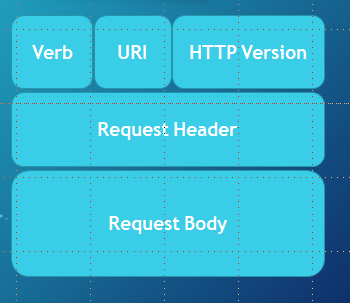 Verb URI HTTP Version
Request Header
Request Body